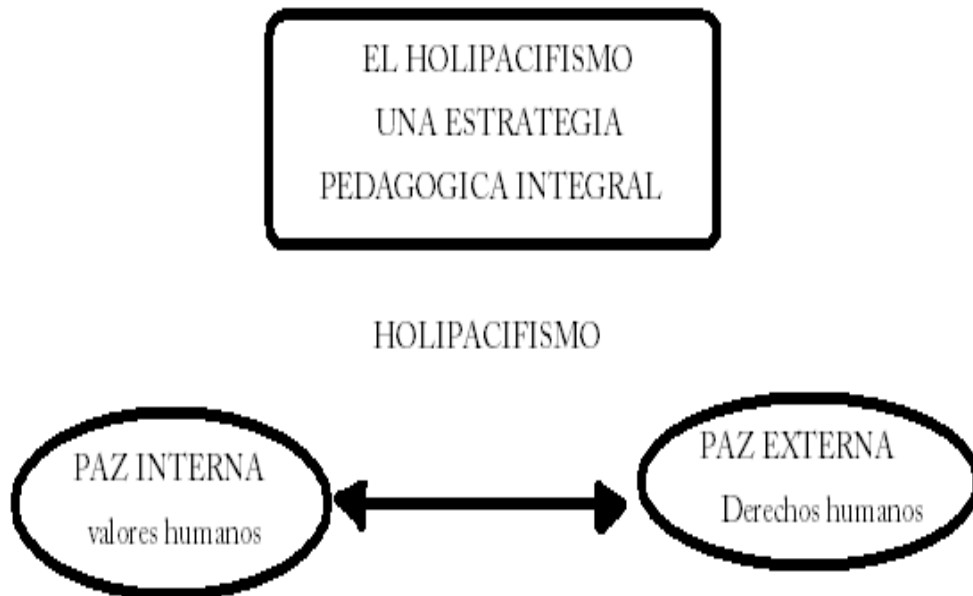 EL HOLIPACIFISMO
UNA ESTRATEGIA
PEDAGOGICA INTEGRAL
HOLIPACIFISMO
PAZ INTERNA
valores humanos
PAZ EXTERNA
Derechos humanos